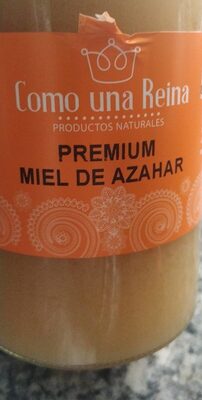 Como una Reina
PRODUCTOS NATURALES
PREMIUM
MIEL DE AZAHAR